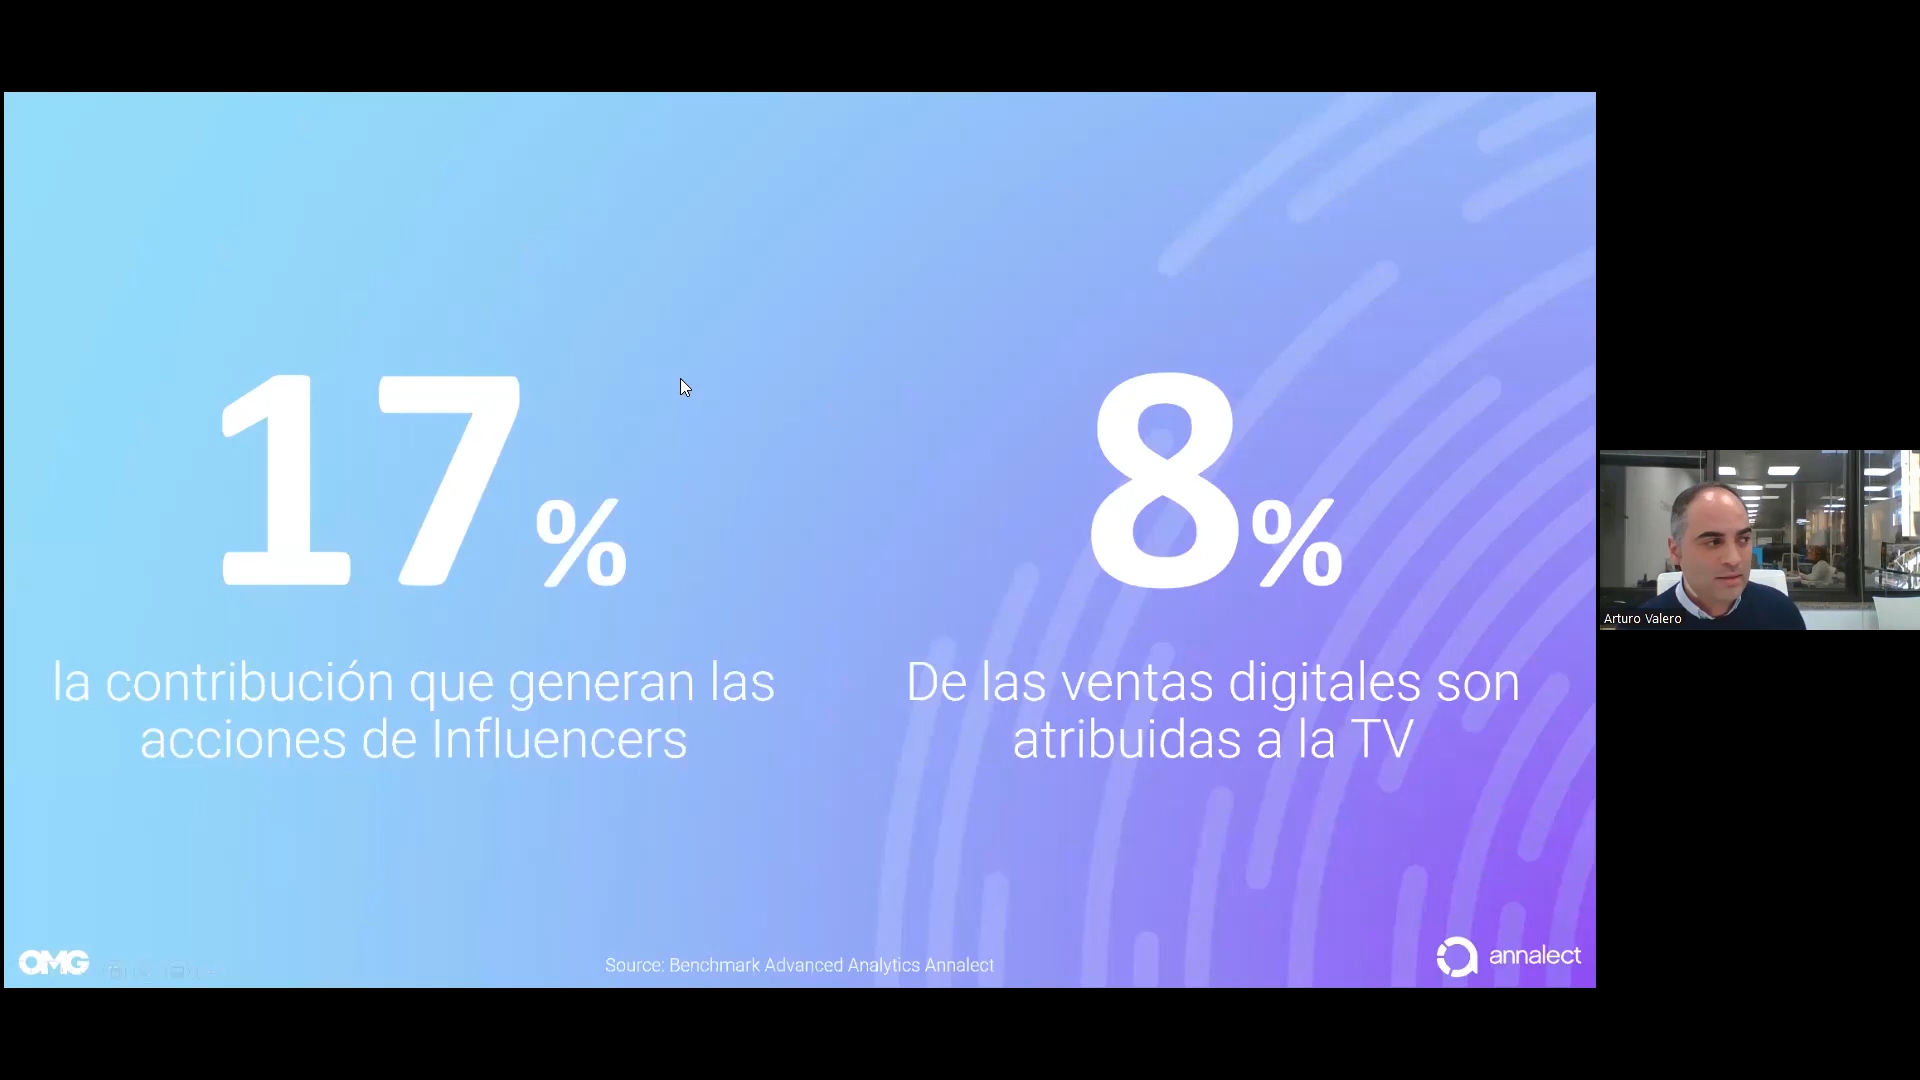 17%
la contribución que generan las
acciones de Influencers
8%
De las ventas digitales son
atribuidas a la TV
Source: Benchmark Advanced Analytics Annalect
OMG
annalect
Arturo Valero